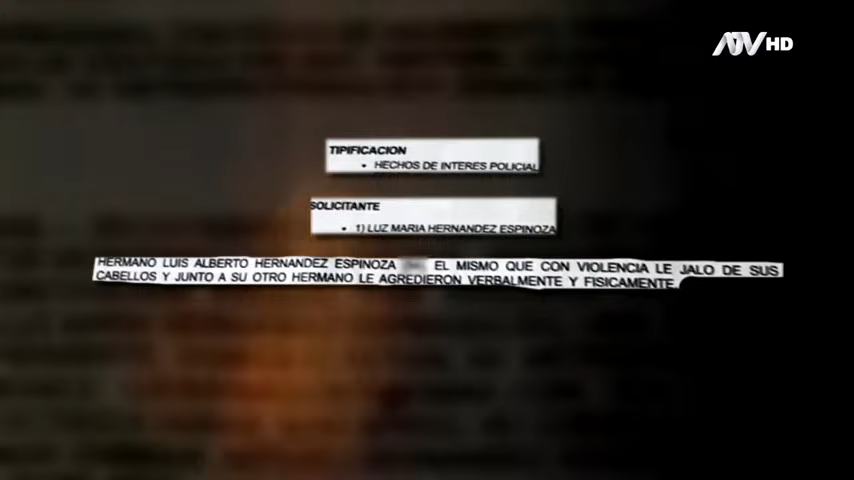 ATV HD
TIPIFICACION
• HECHOS DE INTERES POLICIAL
SOLICITANTE
• 1) LUZ MARIA HERNANDEZ ESPINOZA
HERMANO LUIS ALBERTO HERNANDEZ ESPINOZA EL MISMO QUE CON VIOLENCIA LE JALO DE SUS
CABELLOS Y JUNTO A SU OTRO HERMANO LE AGREDIERON VERBALMENTE Y FISICAMENTE.